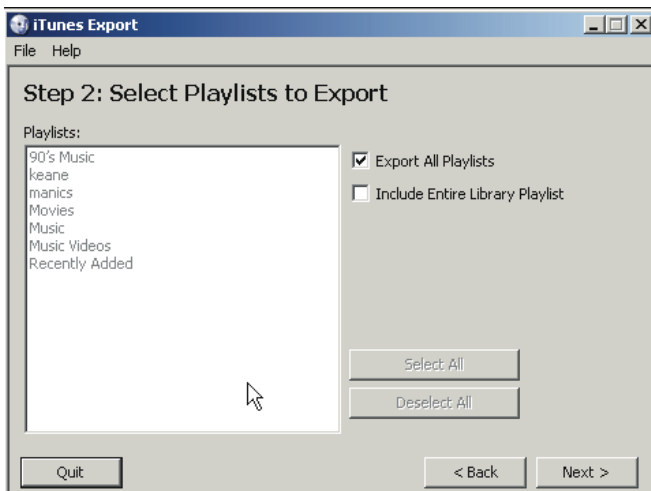 iTunes Export
File Help
Step 2: Select Playlists to Export
Playlists:
90's Music
keane
manics
Movies
Music
Music Videos
Recently Added
Export All Playlists
Include Entire Library Playlist
Select All
Deselect All
Quit
< Back
Next >